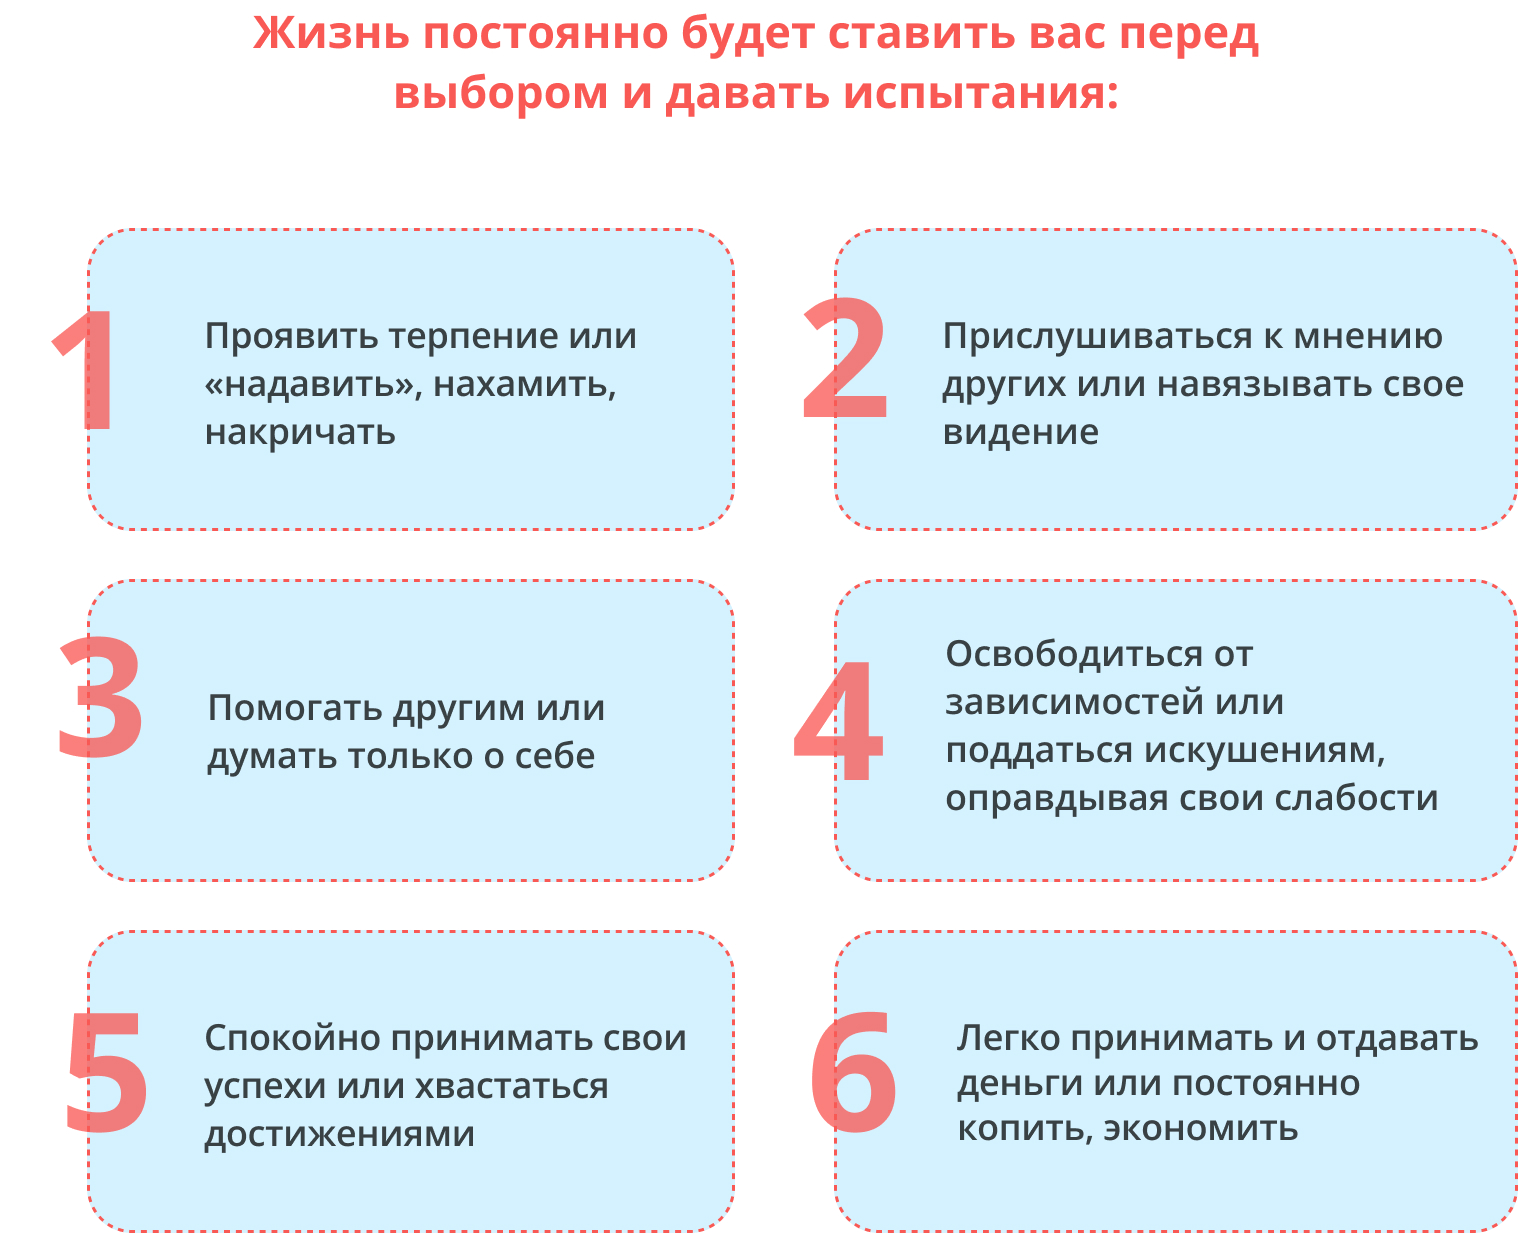 Жизнь постоянно будет ставить вас перед
выбором и давать испытания:
1
Проявить терпение или
«надавить», нахамить,
накричать
2
Прислушиваться к мнению
других или навязывать свое
видение
3
Помогать другим или
думать только о себе
4
Освободиться от
зависимостей или
поддаться искушениям,
оправдывая свои слабости
5
Спокойно принимать свои
успехи или хвастаться
достижениями
6
Легко принимать и отдавать
деньги или постоянно
копить, экономить